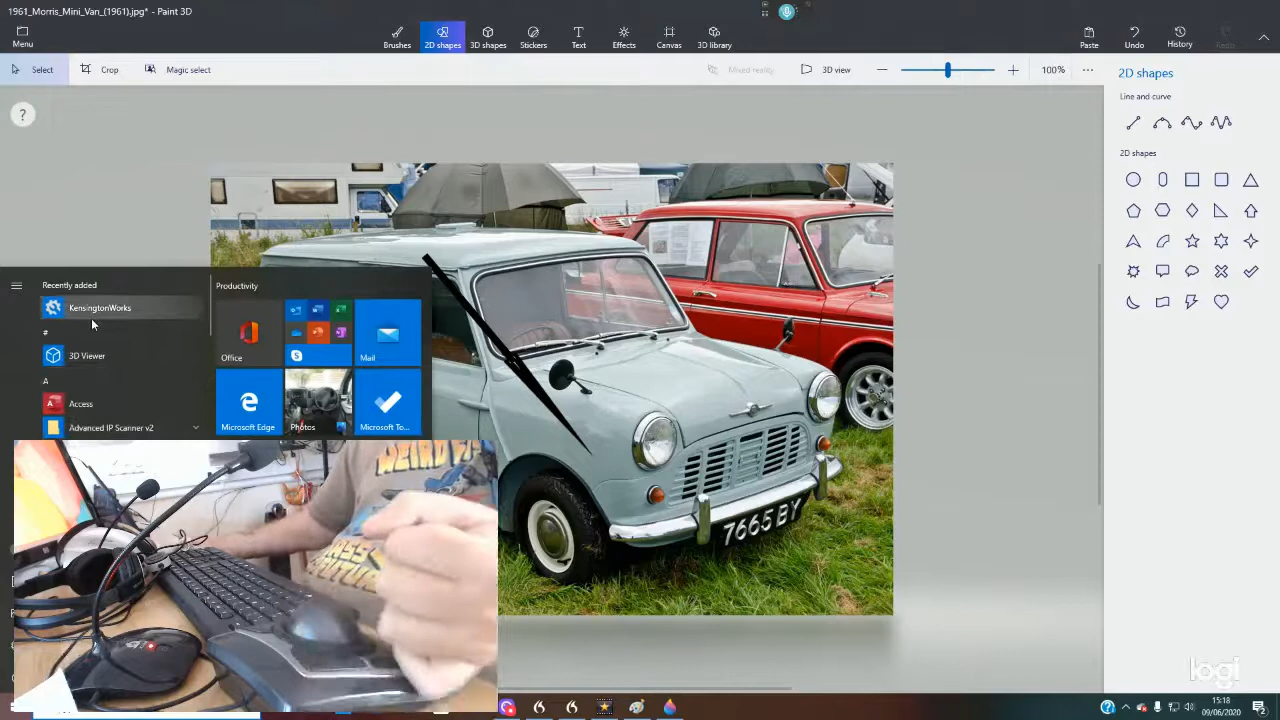 1961_Morris_Mini_Van_(1961).jpg* - Paint 3D
Menu
Brushes
2D shapes
3D shapes
Stickers
Text
Effects
Canvas
3D library
Paste
Undo
History
Redo
Select
Crop
Magic select
Mixed reality
3D view
100%
2D shapes
Line and curve
2D shapes
?
Recently added
KensingtonWorks
#
3D Viewer
A
Access
Advanced IP Scanner v2
Productivity
Office
Mail
Microsoft Edge
Photos
Microsoft To...
7665 BY
logi
15:18
09/06/2020